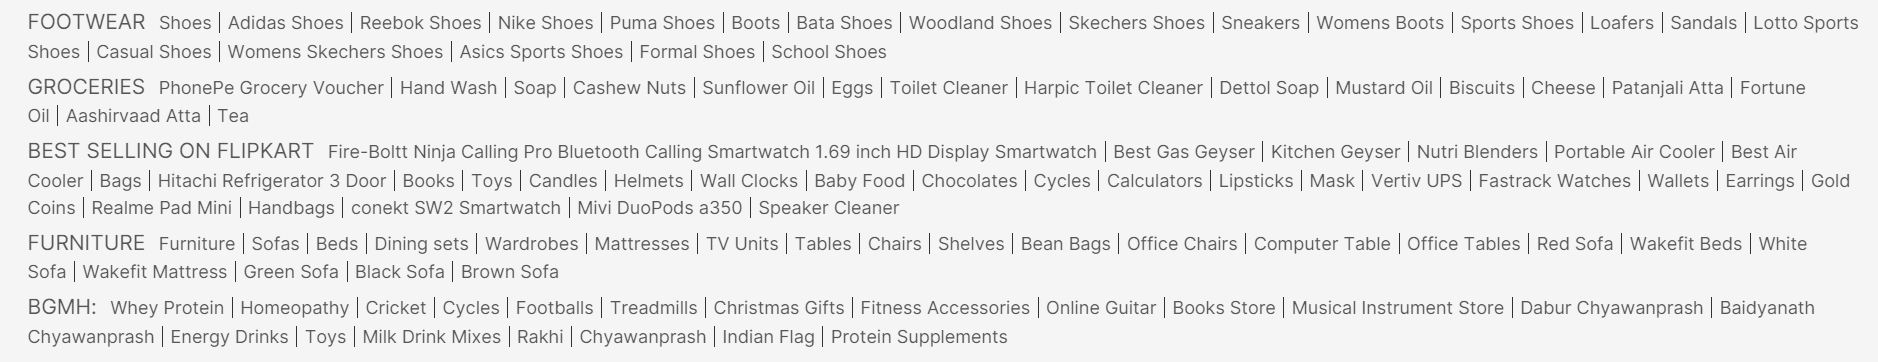 FOOTWEAR Shoes | Adidas Shoes | Reebok Shoes | Nike Shoes | Puma Shoes | Boots | Bata Shoes | Woodland Shoes | Skechers Shoes | Sneakers | Womens Boots | Sports Shoes | Loafers | Sandals | Lotto Sports
Shoes | Casual Shoes | Womens Skechers Shoes | Asics Sports Shoes | Formal Shoes | School Shoes
GROCERIES PhonePe Grocery Voucher | Hand Wash | Soap | Cashew Nuts | Sunflower Oil | Eggs | Toilet Cleaner | Harpic Toilet Cleaner | Dettol Soap | Mustard Oil | Biscuits | Cheese | Patanjali Atta | Fortune
Oil | Aashirvaad Atta | Tea
BEST SELLING ON FLIPKART Fire-Boltt Ninja Calling Pro Bluetooth Calling Smartwatch 1.69 inch HD Display Smartwatch | Best Gas Geyser | Kitchen Geyser | Nutri Blenders | Portable Air Cooler | Best Air
Cooler | Bags | Hitachi Refrigerator 3 Door | Books | Toys | Candles | Helmets | Wall Clocks | Baby Food | Chocolates | Cycles | Calculators | Lipsticks | Mask | Vertiv UPS | Fastrack Watches | Wallets | Earrings | Gold
Coins | Realme Pad Mini | Handbags | conekt SW2 Smartwatch | Mivi DuoPods a350 | Speaker Cleaner
FURNITURE Furniture | Sofas | Beds | Dining sets | Wardrobes | Mattresses | TV Units | Tables | Chairs | Shelves | Bean Bags | Office Chairs | Computer Table | Office Tables | Red Sofa | Wakefit Beds | White
Sofa | Wakefit Mattress | Green Sofa | Black Sofa | Brown Sofa
BGMH: Whey Protein | Homeopathy | Cricket | Cycles | Footballs | Treadmills | Christmas Gifts | Fitness Accessories | Online Guitar | Books Store | Musical Instrument Store | Dabur Chyawanprash | Baidyanath
Chyawanprash | Energy Drinks | Toys | Milk Drink Mixes | Rakhi | Chyawanprash | Indian Flag | Protein Supplements